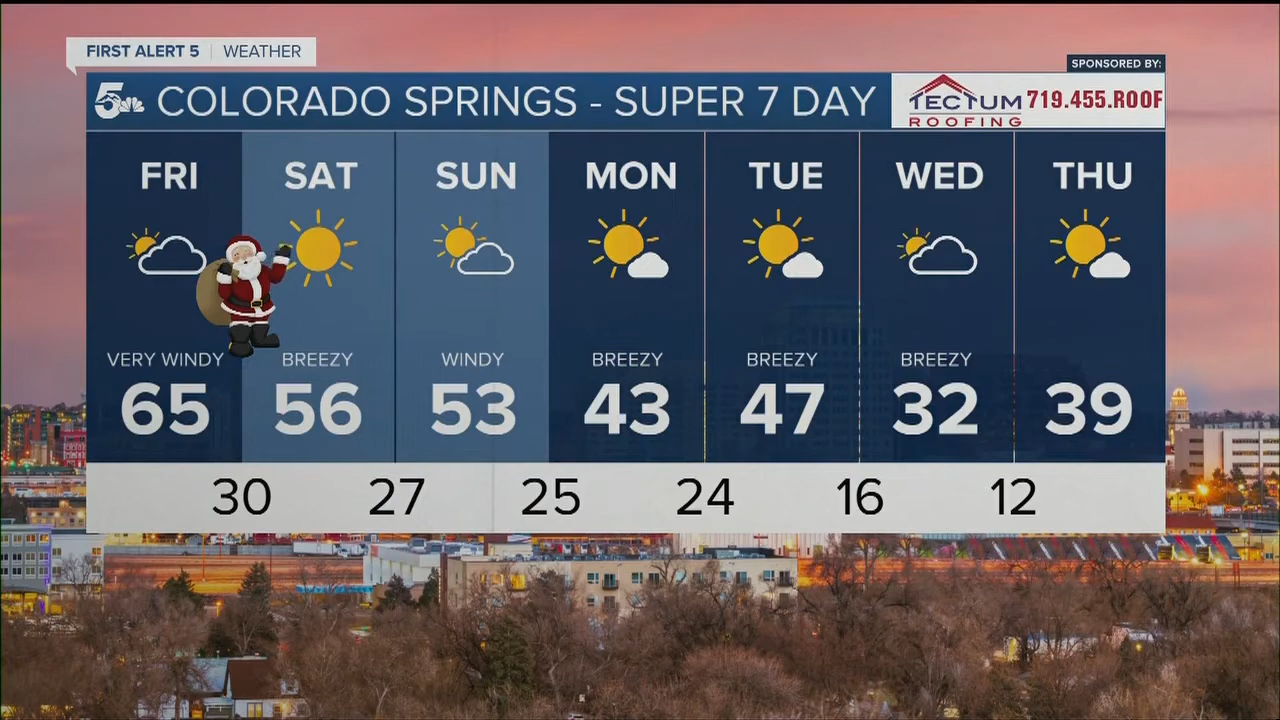 FIRST ALERT 5 | WEATHER
SPONSORED BY:
5 COLORADO SPRINGS - SUPER 7 DAY
TECTUM
ROOFING
719.455.ROOF
FRI SAT SUN MON TUE WED THU
VERY WINDY BREEZY WINDY BREEZY BREEZY BREEZY
65 56 53 43 47 32 39
30 27 25 24 16 12